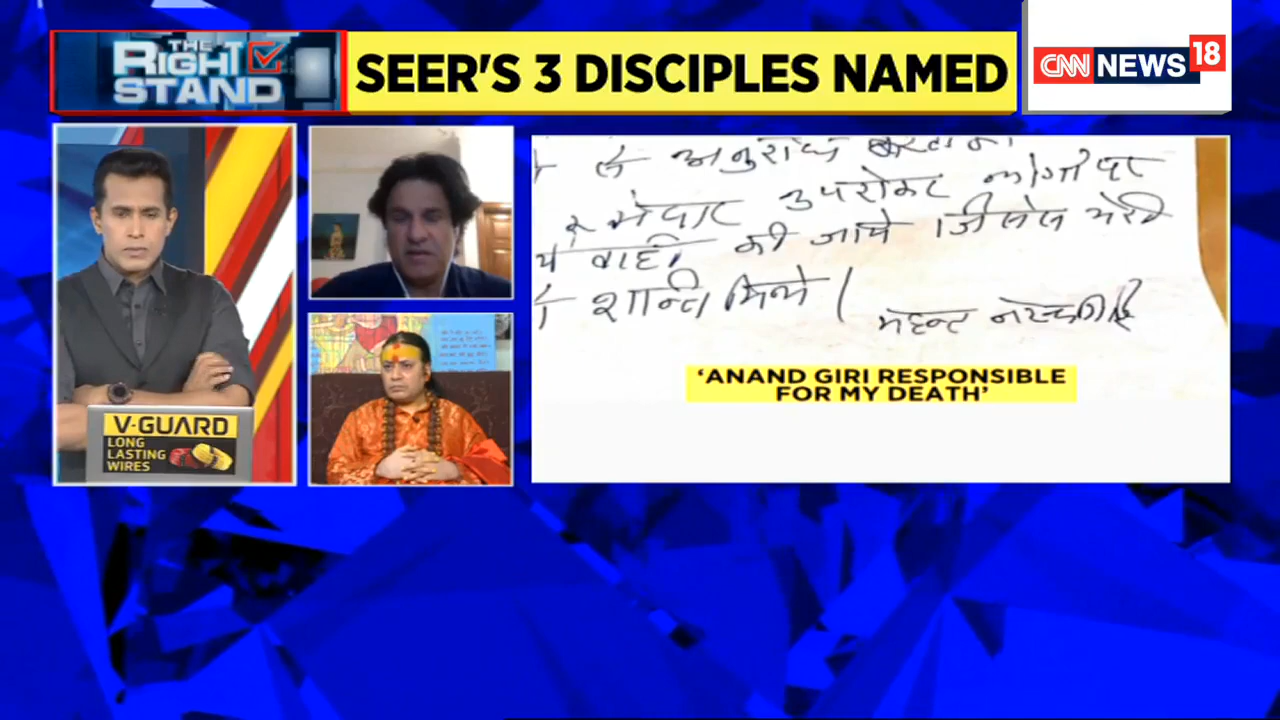 THE
RIGHT
STAND
SEER'S 3 DISCIPLES NAMED
CNN NEWS 18
V-GUARD
LONG
LASTING
WIRES
से अनुरोध करता
उपरोक्त लोगों पर
वाही की जाये जिससे मेरी
शान्ति मिले
महन्त नरेन्द्र गिरि
'ANAND GIRI RESPONSIBLE
FOR MY DEATH'